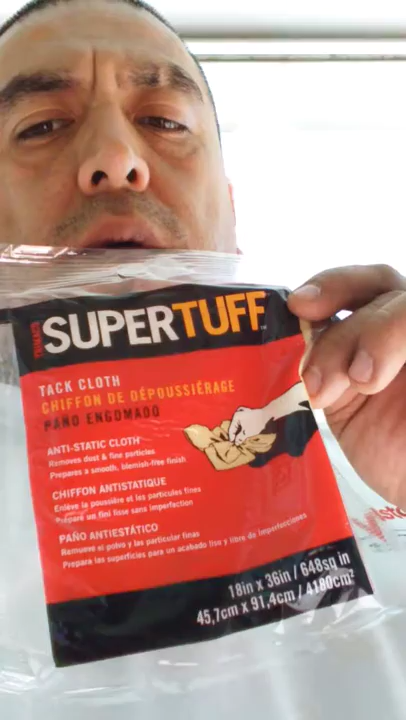 TRIMACO
SUPERTUFF™
TACK CLOTH
CHIFFON DE DÉPOUSSIÉRAGE
PAÑO ENGOMADO
ANTI-STATIC CLOTH
Removes dust & fine particles
Prepares a smooth, blemish-free finish
CHIFFON ANTISTATIQUE
Enlève la poussière et les particules fines
Prépare un fini lisse sans imperfection
PAÑO ANTIESTÁTICO
Remueve el polvo y las particular finas
Prepara las superficies para un acabado liso y libre de imperfecciones
18in x 36in / 648sq in
45,7cm x 91,4cm / 4180cm²